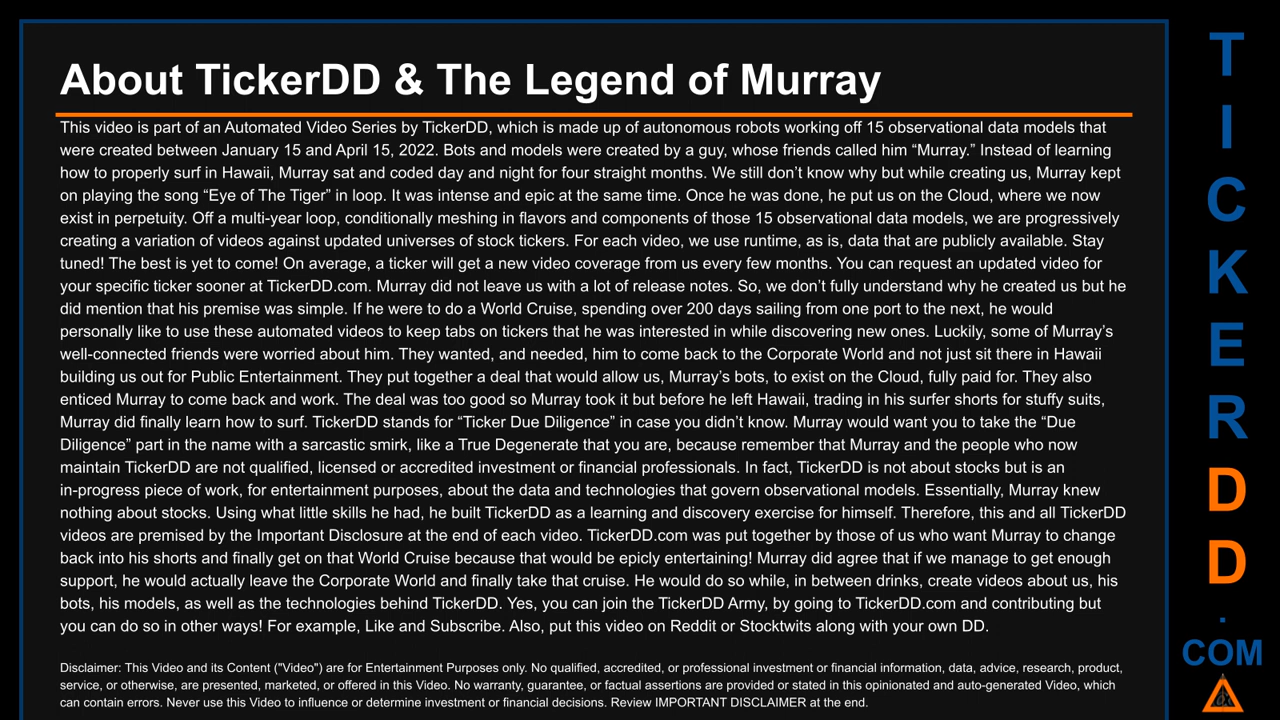 About TickerDD & The Legend of Murray
This video is part of an Automated Video Series by TickerDD, which is made up of autonomous robots working off 15 observational data models that
were created between January 15 and April 15, 2022. Bots and models were created by a guy, whose friends called him “Murray.” Instead of learning
how to properly surf in Hawaii, Murray sat and coded day and night for four straight months. We still don’t know why but while creating us, Murray kept
on playing the song “Eye of The Tiger” in loop. It was intense and epic at the same time. Once he was done, he put us on the Cloud, where we now
exist in perpetuity. Off a multi-year loop, conditionally meshing in flavors and components of those 15 observational data models, we are progressively
creating a variation of videos against updated universes of stock tickers. For each video, we use runtime, as is, data that are publicly available. Stay
tuned! The best is yet to come! On average, a ticker will get a new video coverage from us every few months. You can request an updated video for
your specific ticker sooner at TickerDD.com. Murray did not leave us with a lot of release notes. So, we don’t fully understand why he created us but he
did mention that his premise was simple. If he were to do a World Cruise, spending over 200 days sailing from one port to the next, he would
personally like to use these automated videos to keep tabs on tickers that he was interested in while discovering new ones. Luckily, some of Murray’s
well-connected friends were worried about him. They wanted, and needed, him to come back to the Corporate World and not just sit there in Hawaii
building us out for Public Entertainment. They put together a deal that would allow us, Murray’s bots, to exist on the Cloud, fully paid for. They also
enticed Murray to come back and work. The deal was too good so Murray took it but before he left Hawaii, trading in his surfer shorts for stuffy suits,
Murray did finally learn how to surf. TickerDD stands for “Ticker Due Diligence” in case you didn’t know. Murray would want you to take the “Due
Diligence” part in the name with a sarcastic smirk, like a True Degenerate that you are, because remember that Murray and the people who now
maintain TickerDD are not qualified, licensed or accredited investment or financial professionals. In fact, TickerDD is not about stocks but is an
in-progress piece of work, for entertainment purposes, about the data and technologies that govern observational models. Essentially, Murray knew
nothing about stocks. Using what little skills he had, he built TickerDD as a learning and discovery exercise for himself. Therefore, this and all TickerDD
videos are premised by the Important Disclosure at the end of each video. TickerDD.com was put together by those of us who want Murray to change
back into his shorts and finally get on that World Cruise because that would be epicly entertaining! Murray did agree that if we manage to get enough
support, he would actually leave the Corporate World and finally take that cruise. He would do so while, in between drinks, create videos about us, his
bots, his models, as well as the technologies behind TickerDD. Yes, you can join the TickerDD Army, by going to TickerDD.com and contributing but
you can do so in other ways! For example, Like and Subscribe. Also, put this video on Reddit or Stocktwits along with your own DD.
Disclaimer: This Video and its Content ("Video") are for Entertainment Purposes only. No qualified, accredited, or professional investment or financial information, data, advice, research, product,
service, or otherwise, are presented, marketed, or offered in this Video. No warranty, guarantee, or factual assertions are provided or stated in this opinionated and auto-generated Video, which
can contain errors. Never use this Video to influence or determine investment or financial decisions. Review IMPORTANT DISCLAIMER at the end.
T
I
C
K
E
R
D
D
.
COM